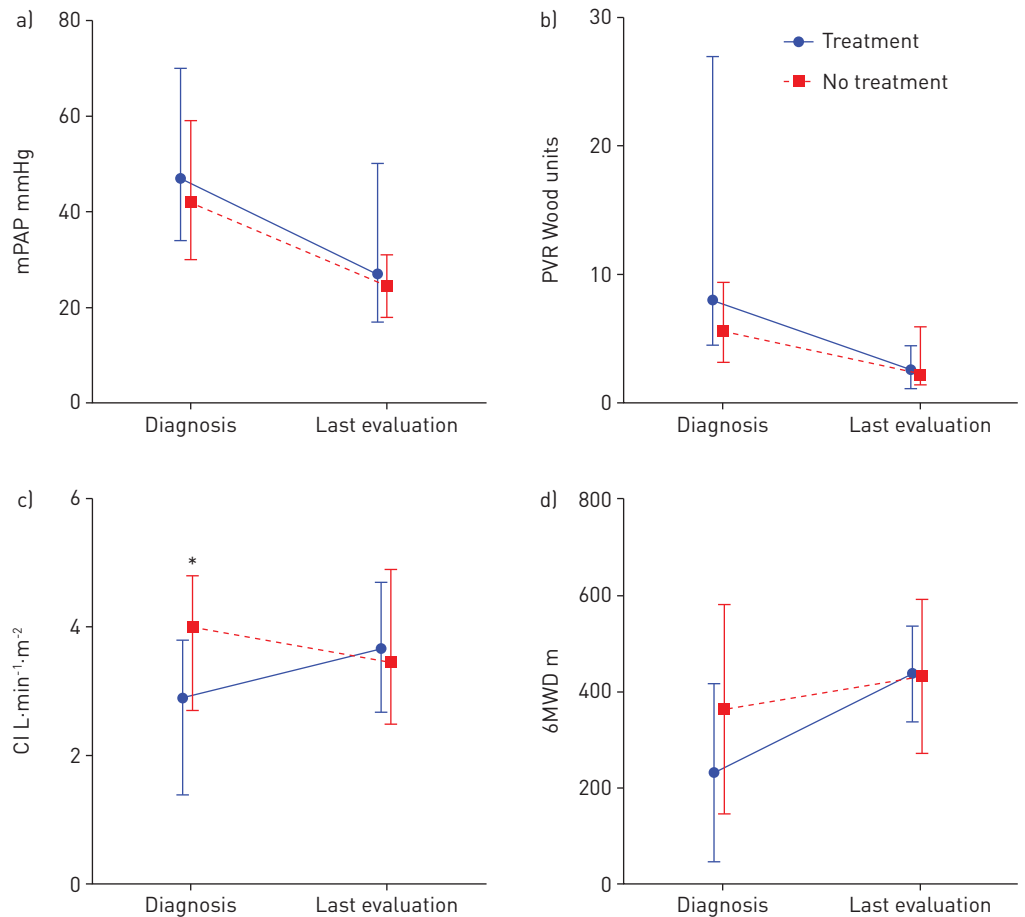 a)
80
60
40
20
0
mPAP mmHg
Diagnosis Last evaluation
b)
30
20
10
0
PVR Wood units
Treatment
No treatment
Diagnosis Last evaluation
c)
6
4
2
0
CI L·min⁻¹·m⁻²
*
Diagnosis Last evaluation
d)
800
600
400
200
0
6MWD m
Diagnosis Last evaluation